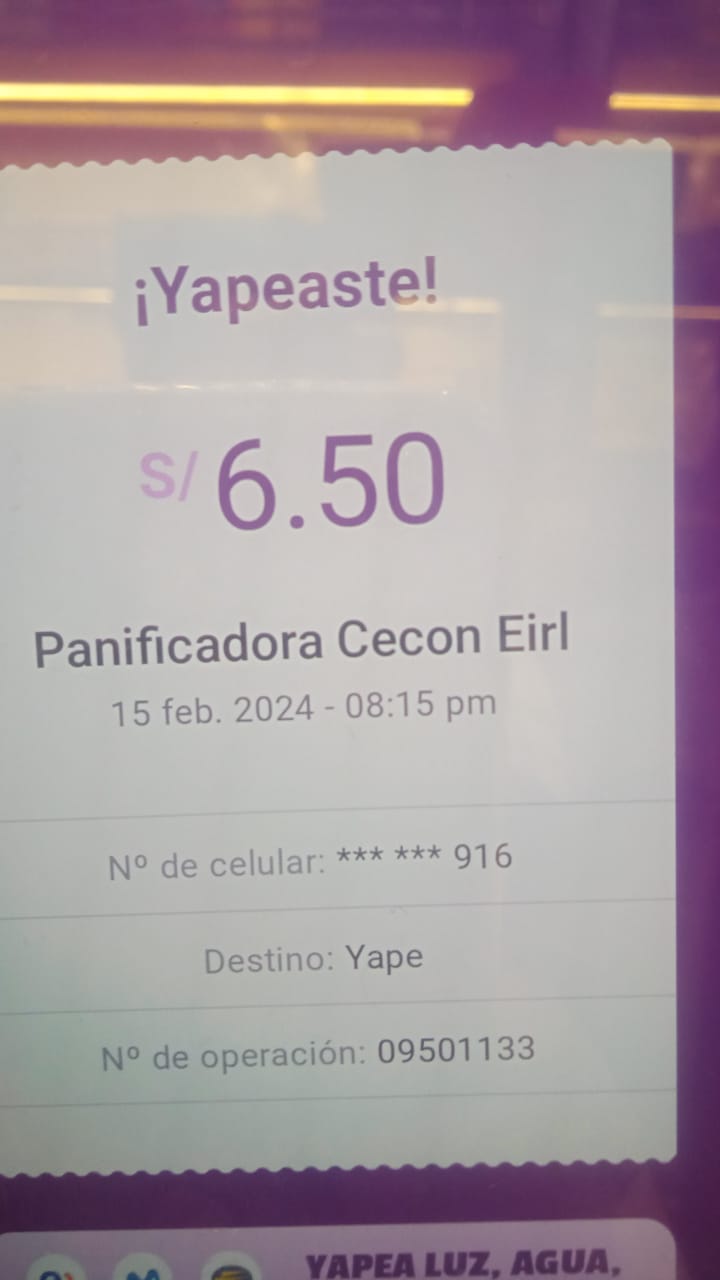 ¡Yapeaste!
S/ 6.50
Panificadora Cecon Eirl
15 feb. 2024 - 08:15 pm
Nº de celular: *** *** 916
Destino: Yape
Nº de operación: 09501133
YAPEA LUZ, AGUA,